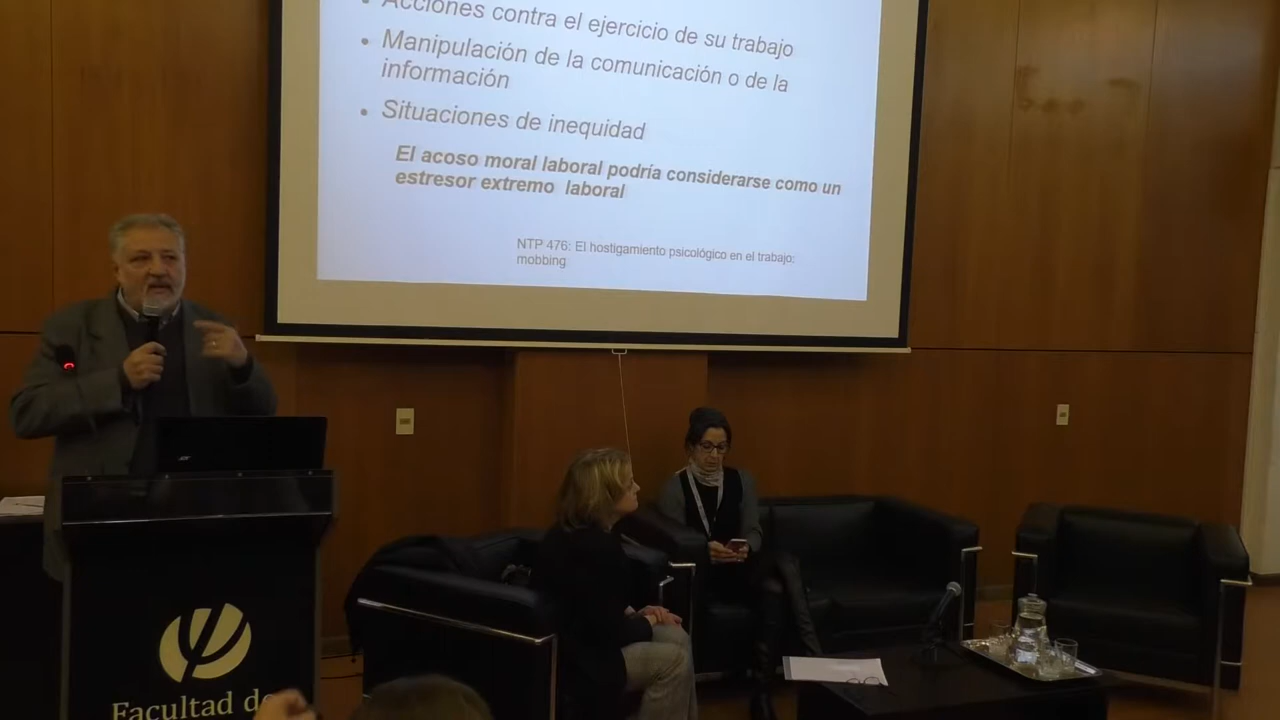 Acciones contra el ejercicio de su trabajo
Manipulación de la comunicación o de la
información
Situaciones de inequidad
El acoso moral laboral podría considerarse como un
estresor extremo laboral
NTP 476: El hostigamiento psicológico en el trabajo:
mobbing
Facultad de